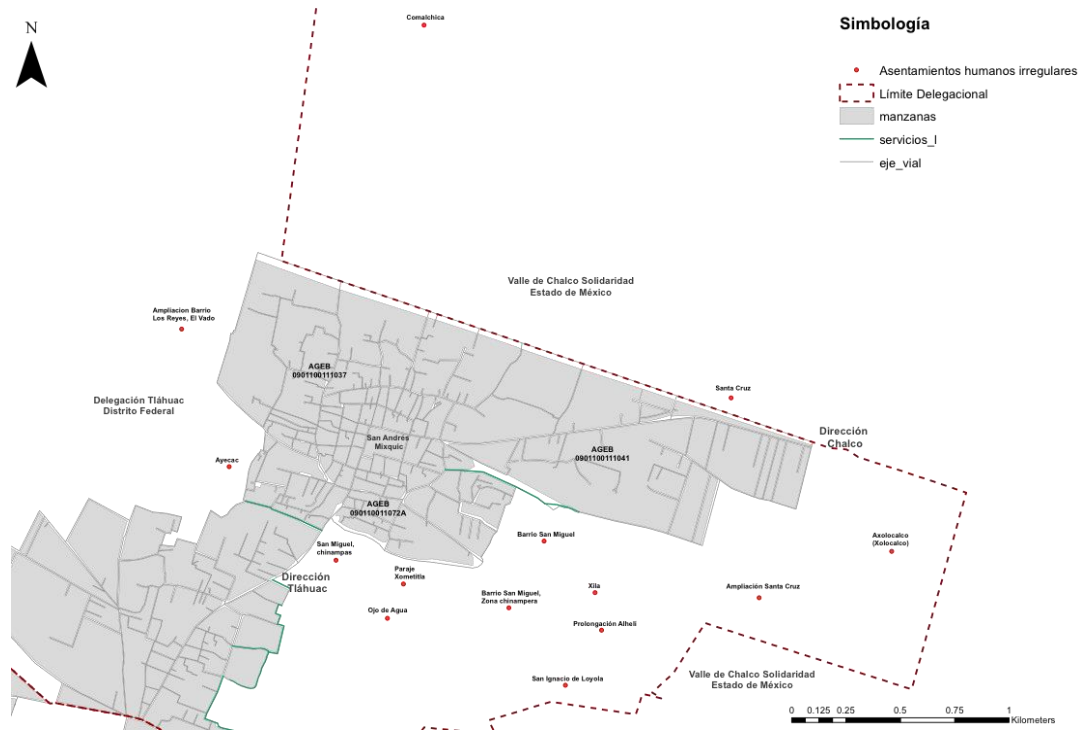 Comalchica
N
Simbología
Asentamientos humanos irregulares
Límite Delegacional
manzanas
servicios_l
eje_vial
Valle de Chalco Solidaridad
Estado de México
Ampliacion Barrio
Los Reyes, El Vado
AGEB
0901100111037
Delegación Tláhuac
Distrito Federal
Santa Cruz
San Andrés
Mixquic
Dirección
Chalco
AGEB
0901100111041
Ayecac
AGEB
090110011072A
San Miguel,
chinampas
Barrio San Miguel
Axolocalco
(Xolocalco)
Dirección
Tláhuac
Paraje
Xometitla
Barrio San Miguel,
Zona chinampera
Xila
Ampliación Santa Cruz
Ojo de Agua
Prolongación Alhelí
San Ignacio de Loyola
Valle de Chalco Solidaridad
Estado de México
0 0.125 0.25 0.5 0.75 1
Kilometers